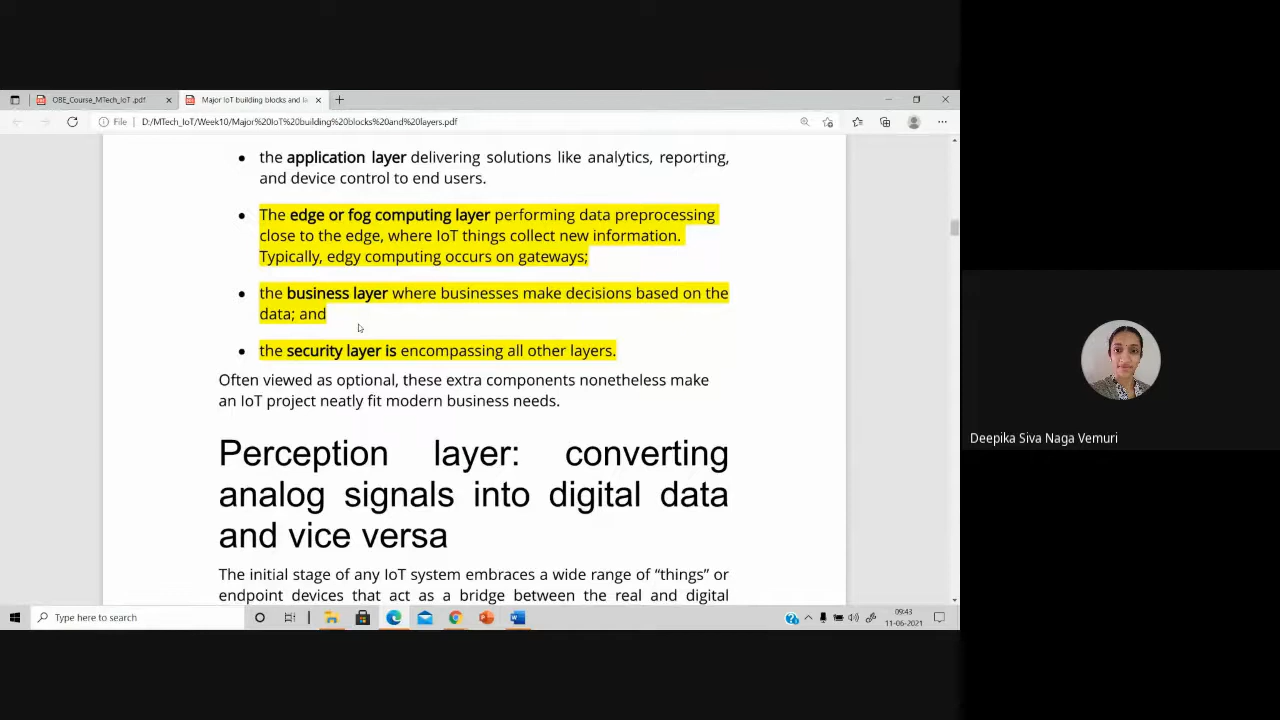 OBE_Course_MTech_IoT .pdf
Major IoT building blocks and la
File
D:/MTech_IoT/Week10/Major%20IoT%20building%20blocks%20and%20layers.pdf
• the application layer delivering solutions like analytics, reporting,
and device control to end users.
• The edge or fog computing layer performing data preprocessing
close to the edge, where IoT things collect new information.
Typically, edgy computing occurs on gateways;
• the business layer where businesses make decisions based on the
data; and
• the security layer is encompassing all other layers.
Often viewed as optional, these extra components nonetheless make
an IoT project neatly fit modern business needs.
Perception layer: converting
analog signals into digital data
and vice versa
The initial stage of any IoT system embraces a wide range of “things” or
endpoint devices that act as a bridge between the real and digital
Deepika Siva Naga Vemuri
Type here to search
09:43
11-06-2021